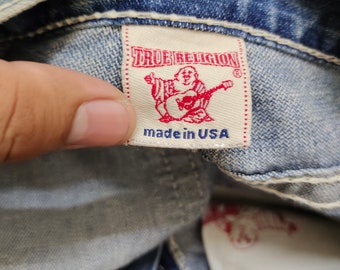 TRUE RELIGION
®
made in USA